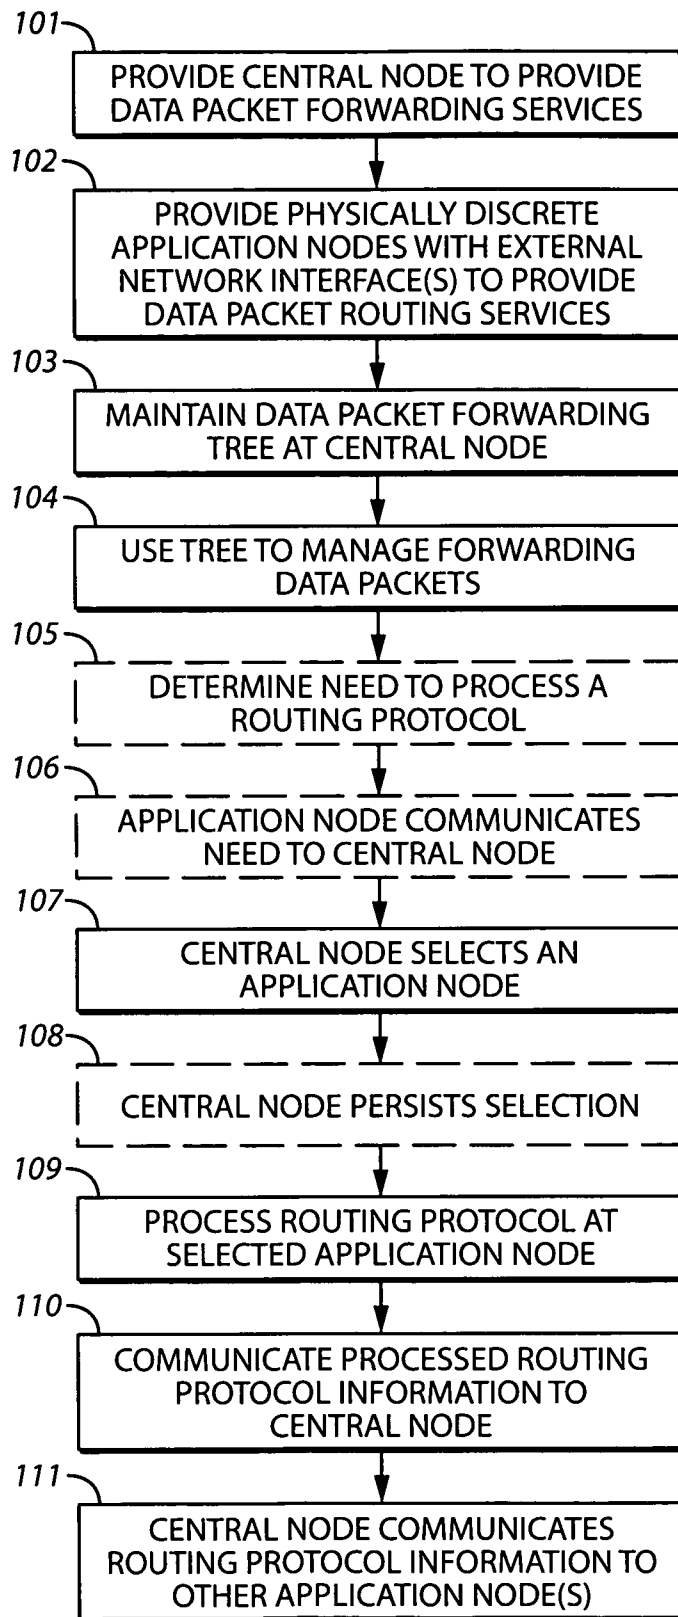 101
PROVIDE CENTRAL NODE TO PROVIDE
DATA PACKET FORWARDING SERVICES
102
PROVIDE PHYSICALLY DISCRETE
APPLICATION NODES WITH EXTERNAL
NETWORK INTERFACE(S) TO PROVIDE
DATA PACKET ROUTING SERVICES
103
MAINTAIN DATA PACKET FORWARDING
TREE AT CENTRAL NODE
104
USE TREE TO MANAGE FORWARDING
DATA PACKETS
105
DETERMINE NEED TO PROCESS A
ROUTING PROTOCOL
106
APPLICATION NODE COMMUNICATES
NEED TO CENTRAL NODE
107
CENTRAL NODE SELECTS AN
APPLICATION NODE
108
CENTRAL NODE PERSISTS SELECTION
109
PROCESS ROUTING PROTOCOL AT
SELECTED APPLICATION NODE
110
COMMUNICATE PROCESSED ROUTING
PROTOCOL INFORMATION TO
CENTRAL NODE
111
CENTRAL NODE COMMUNICATES
ROUTING PROTOCOL INFORMATION TO
OTHER APPLICATION NODE(S)